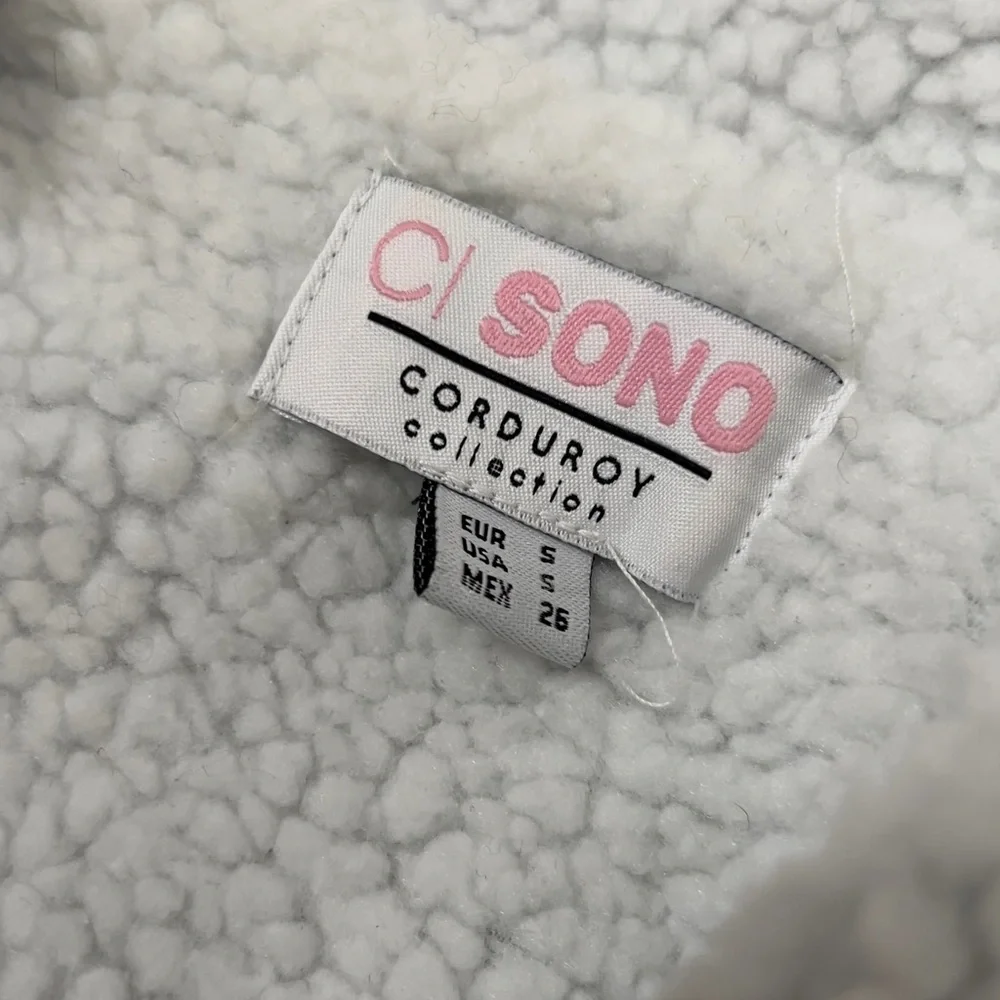 C| SONO
CORDUROY
collection
EUR S
USA S
MEX 26